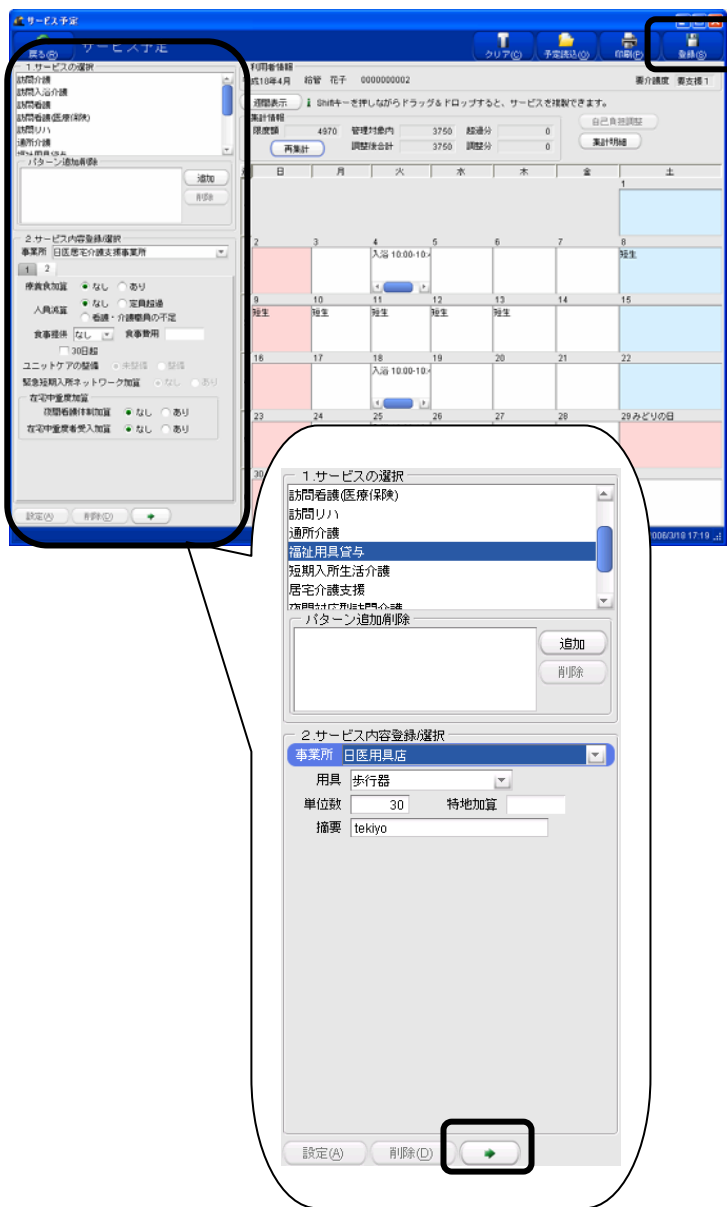 サービス予定
戻る(R) サービス予定 クリア(C) 予定読込(O) 印刷(P) 登録(S)
1.サービスの選択
訪問介護
訪問入浴介護
訪問看護
訪問看護(医療保険)
訪問リハ
通所介護
福祉用具貸与
パターン追加削除
追加
削除
2.サービス内容登録/選択
事業所 日医居宅介護支援事業所
1 2
療養食加算 なし あり
人員減算 なし 定員超過
看護・介護職員の不足
食事提供 なし 食事費用
30日超
ユニットケアの整備 未整備 整備
緊急短期入所ネットワーク加算 なし あり
在宅中重度加算
夜間看護体制加算 なし あり
在宅中重度者受入加算 なし あり
設定(A) 削除(D)
利用者情報
成18年4月 給管 花子 0000000002 要介護度 要支援1
週間表示 Shiftキーを押しながらドラッグ&ドロップすると、サービスを複製できます。
集計情報
限度額 4970 管理対象内 3750 超過分 0 自己負担調整
再集計 調整後合計 3750 調整分 0 集計明細
日 月 火 水 木 金 土
1
2 3 4 5 6 7 8
入浴 10:00-10: 短生
9 10 11 12 13 14 15
短生 短生 短生 短生 短生
16 17 18 19 20 21 22
入浴 10:00-10:
23 24 25 26 27 28 29みどりの日
30
2006/3/18 17:19
1.サービスの選択
訪問看護(医療保険)
訪問リハ
通所介護
福祉用具貸与
短期入所生活介護
居宅介護支援
夜間対応型訪問介護
パターン追加削除
追加
削除
2.サービス内容登録/選択
事業所 日医用具店
用具 歩行器
単位数 30 特地加算
摘要 tekiyo
設定(A) 削除(D)